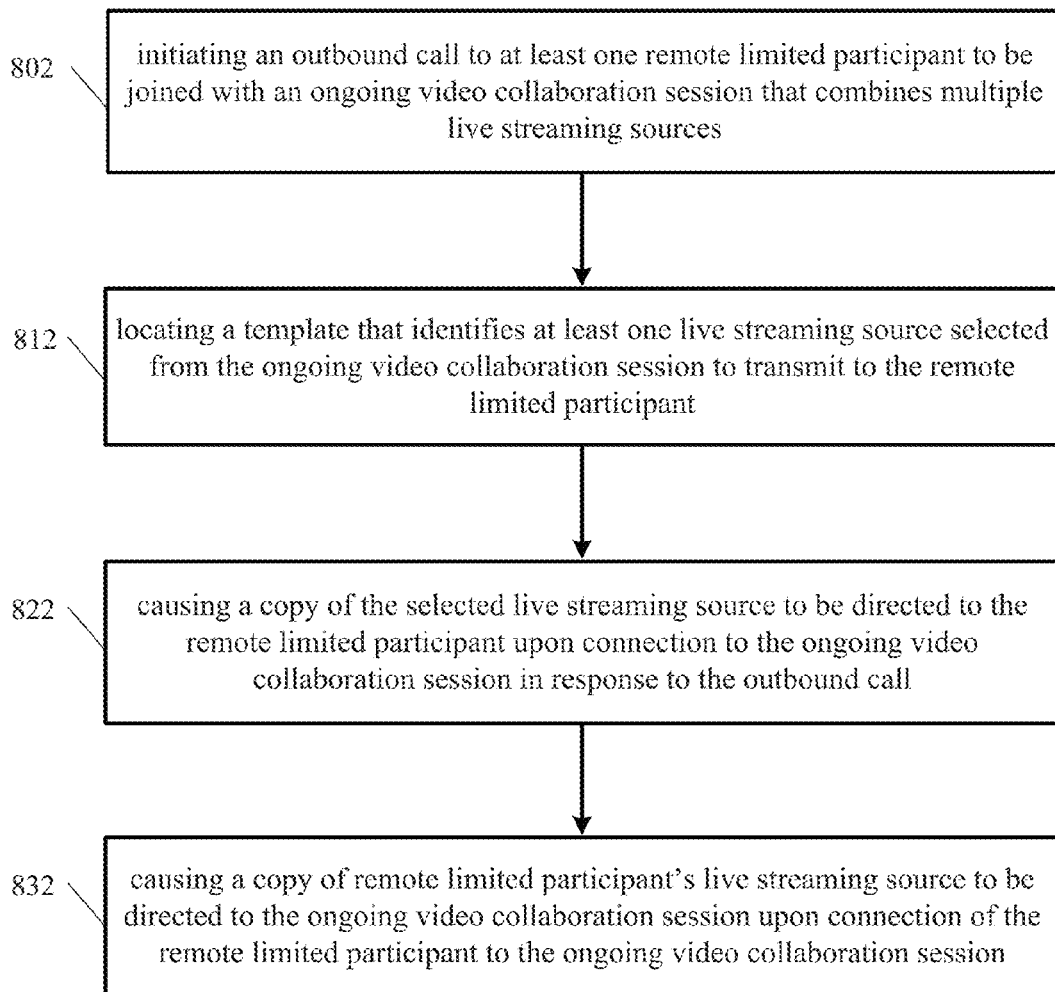 802
initiating an outbound call to at least one remote limited participant to be
joined with an ongoing video collaboration session that combines multiple
live streaming sources
812
locating a template that identifies at least one live streaming source selected
from the ongoing video collaboration session to transmit to the remote
limited participant
822
causing a copy of the selected live streaming source to be directed to the
remote limited participant upon connection to the ongoing video
collaboration session in response to the outbound call
832
causing a copy of remote limited participant's live streaming source to be
directed to the ongoing video collaboration session upon connection of the
remote limited participant to the ongoing video collaboration session